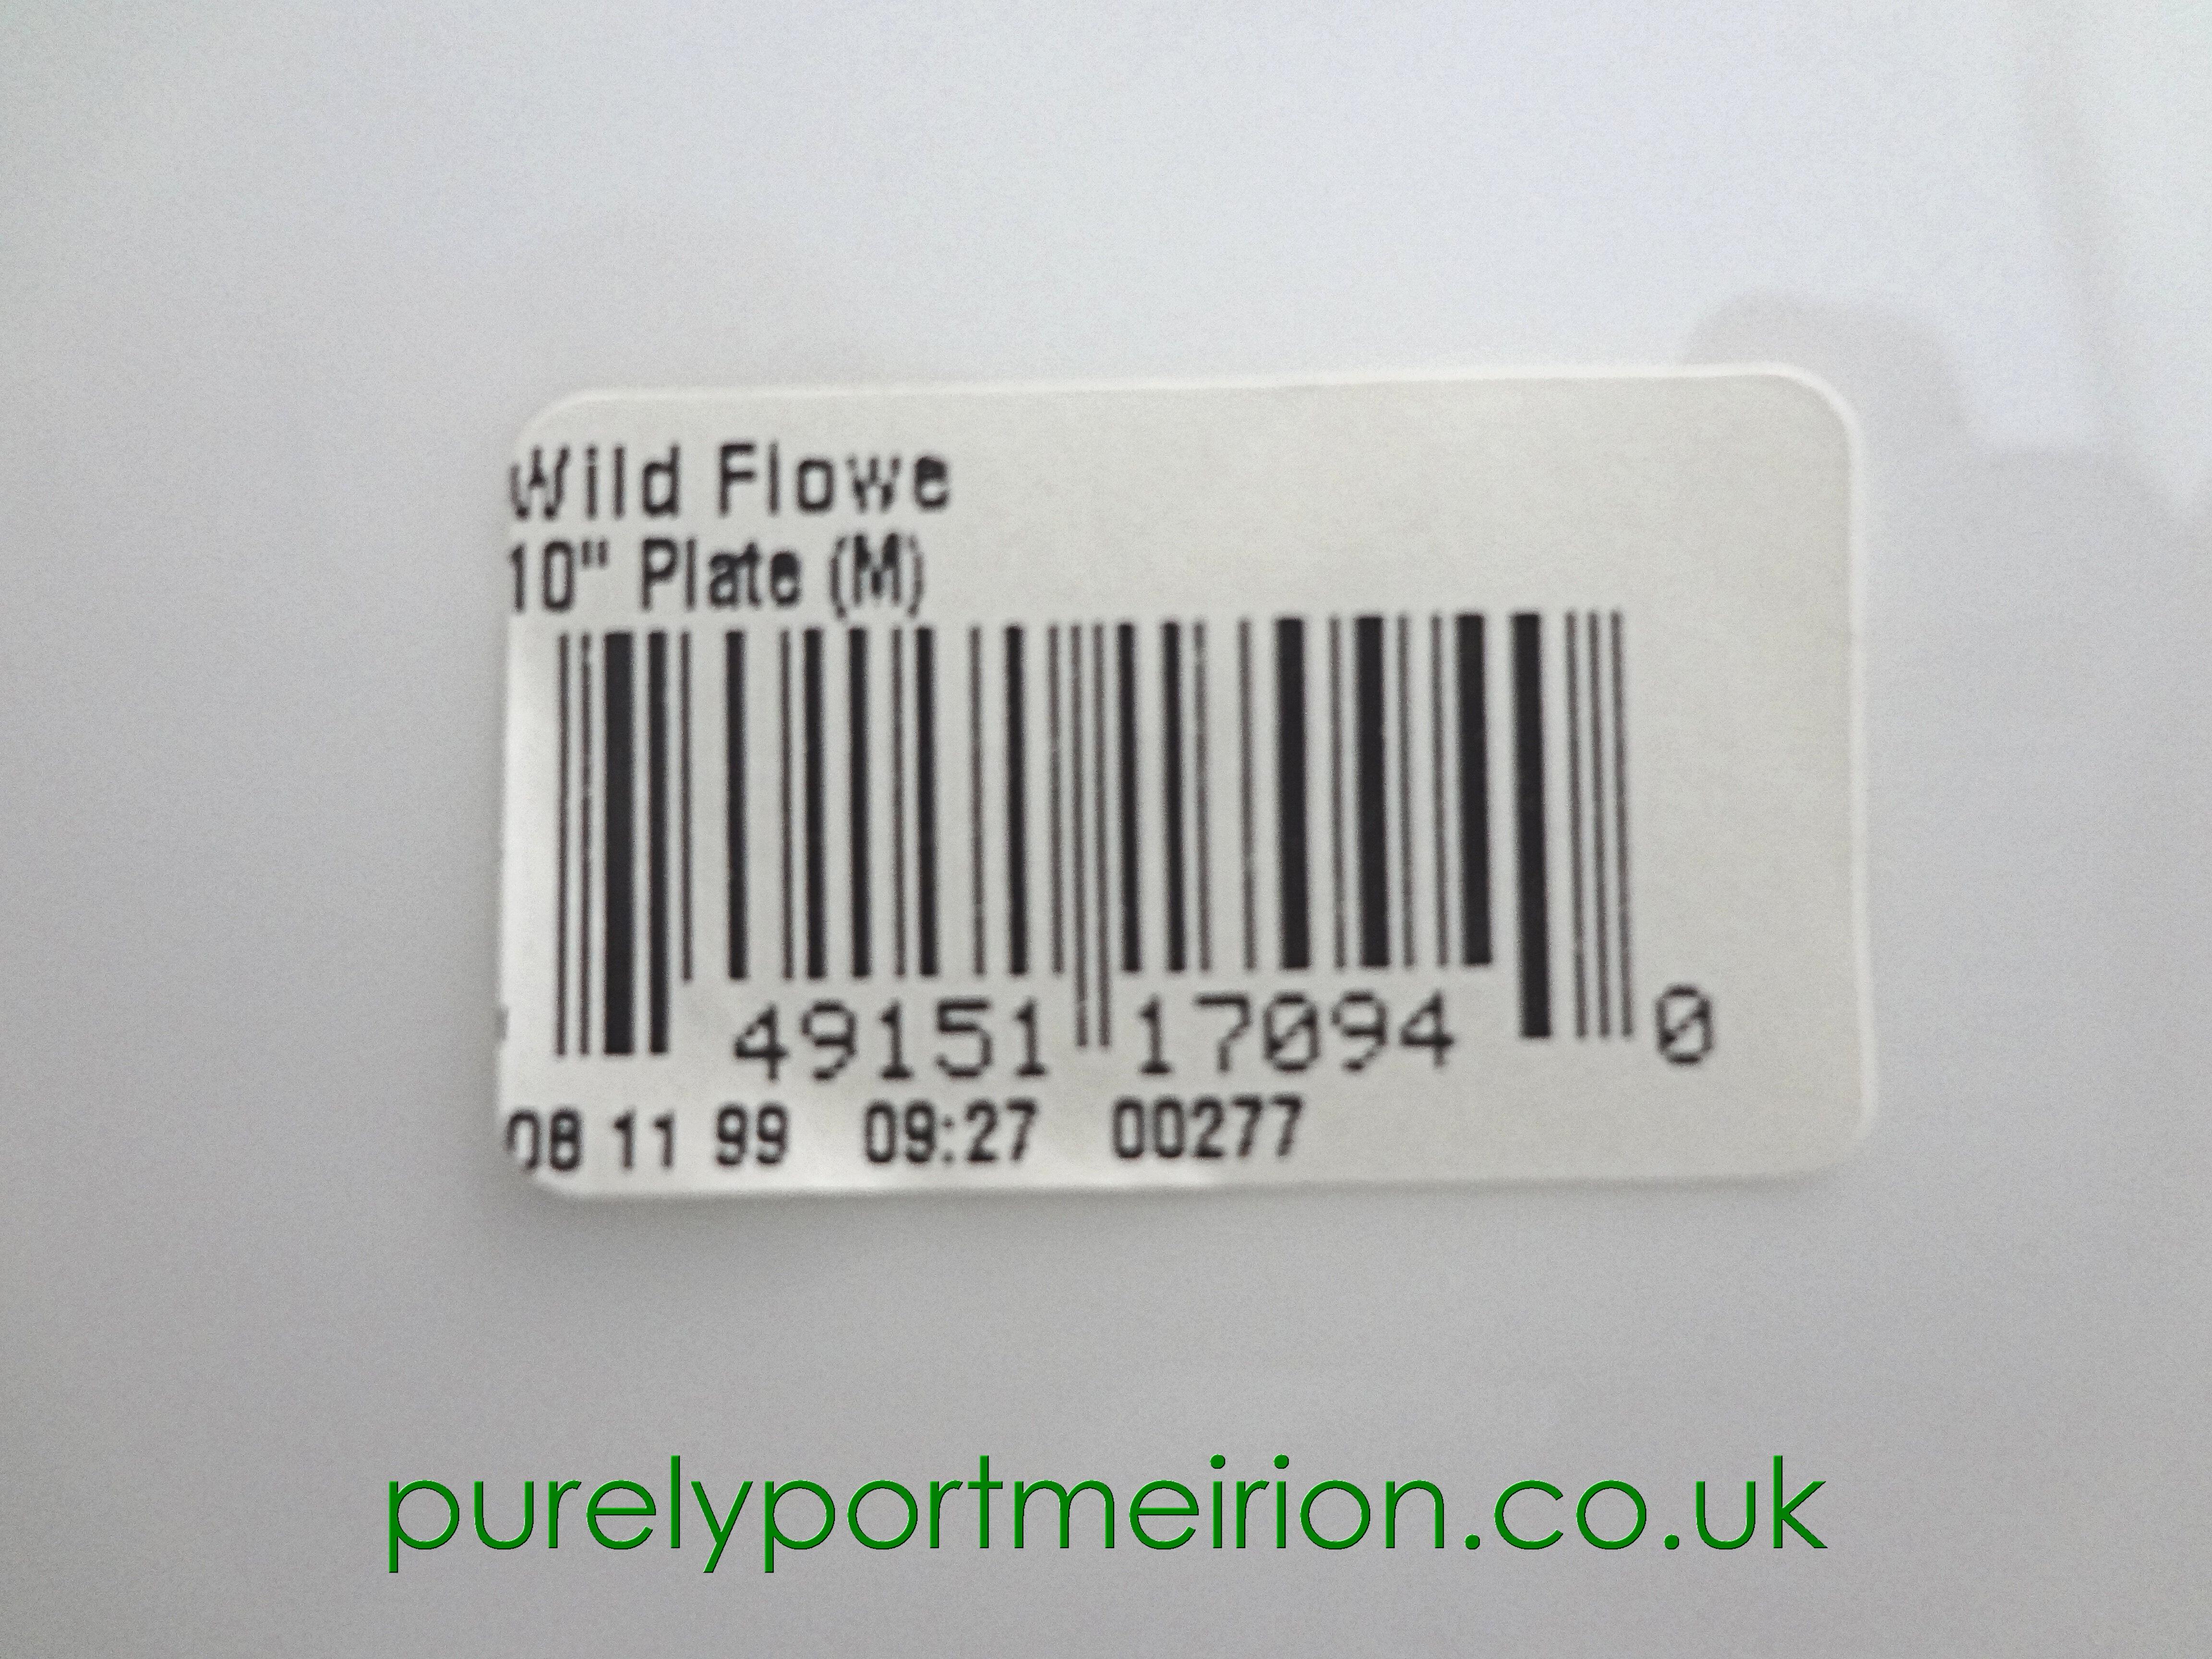 Wild Flowe
10" Plate (M)
49151 17094 0
08 11 99 09:27 00277
purelyportmeirion.co.uk